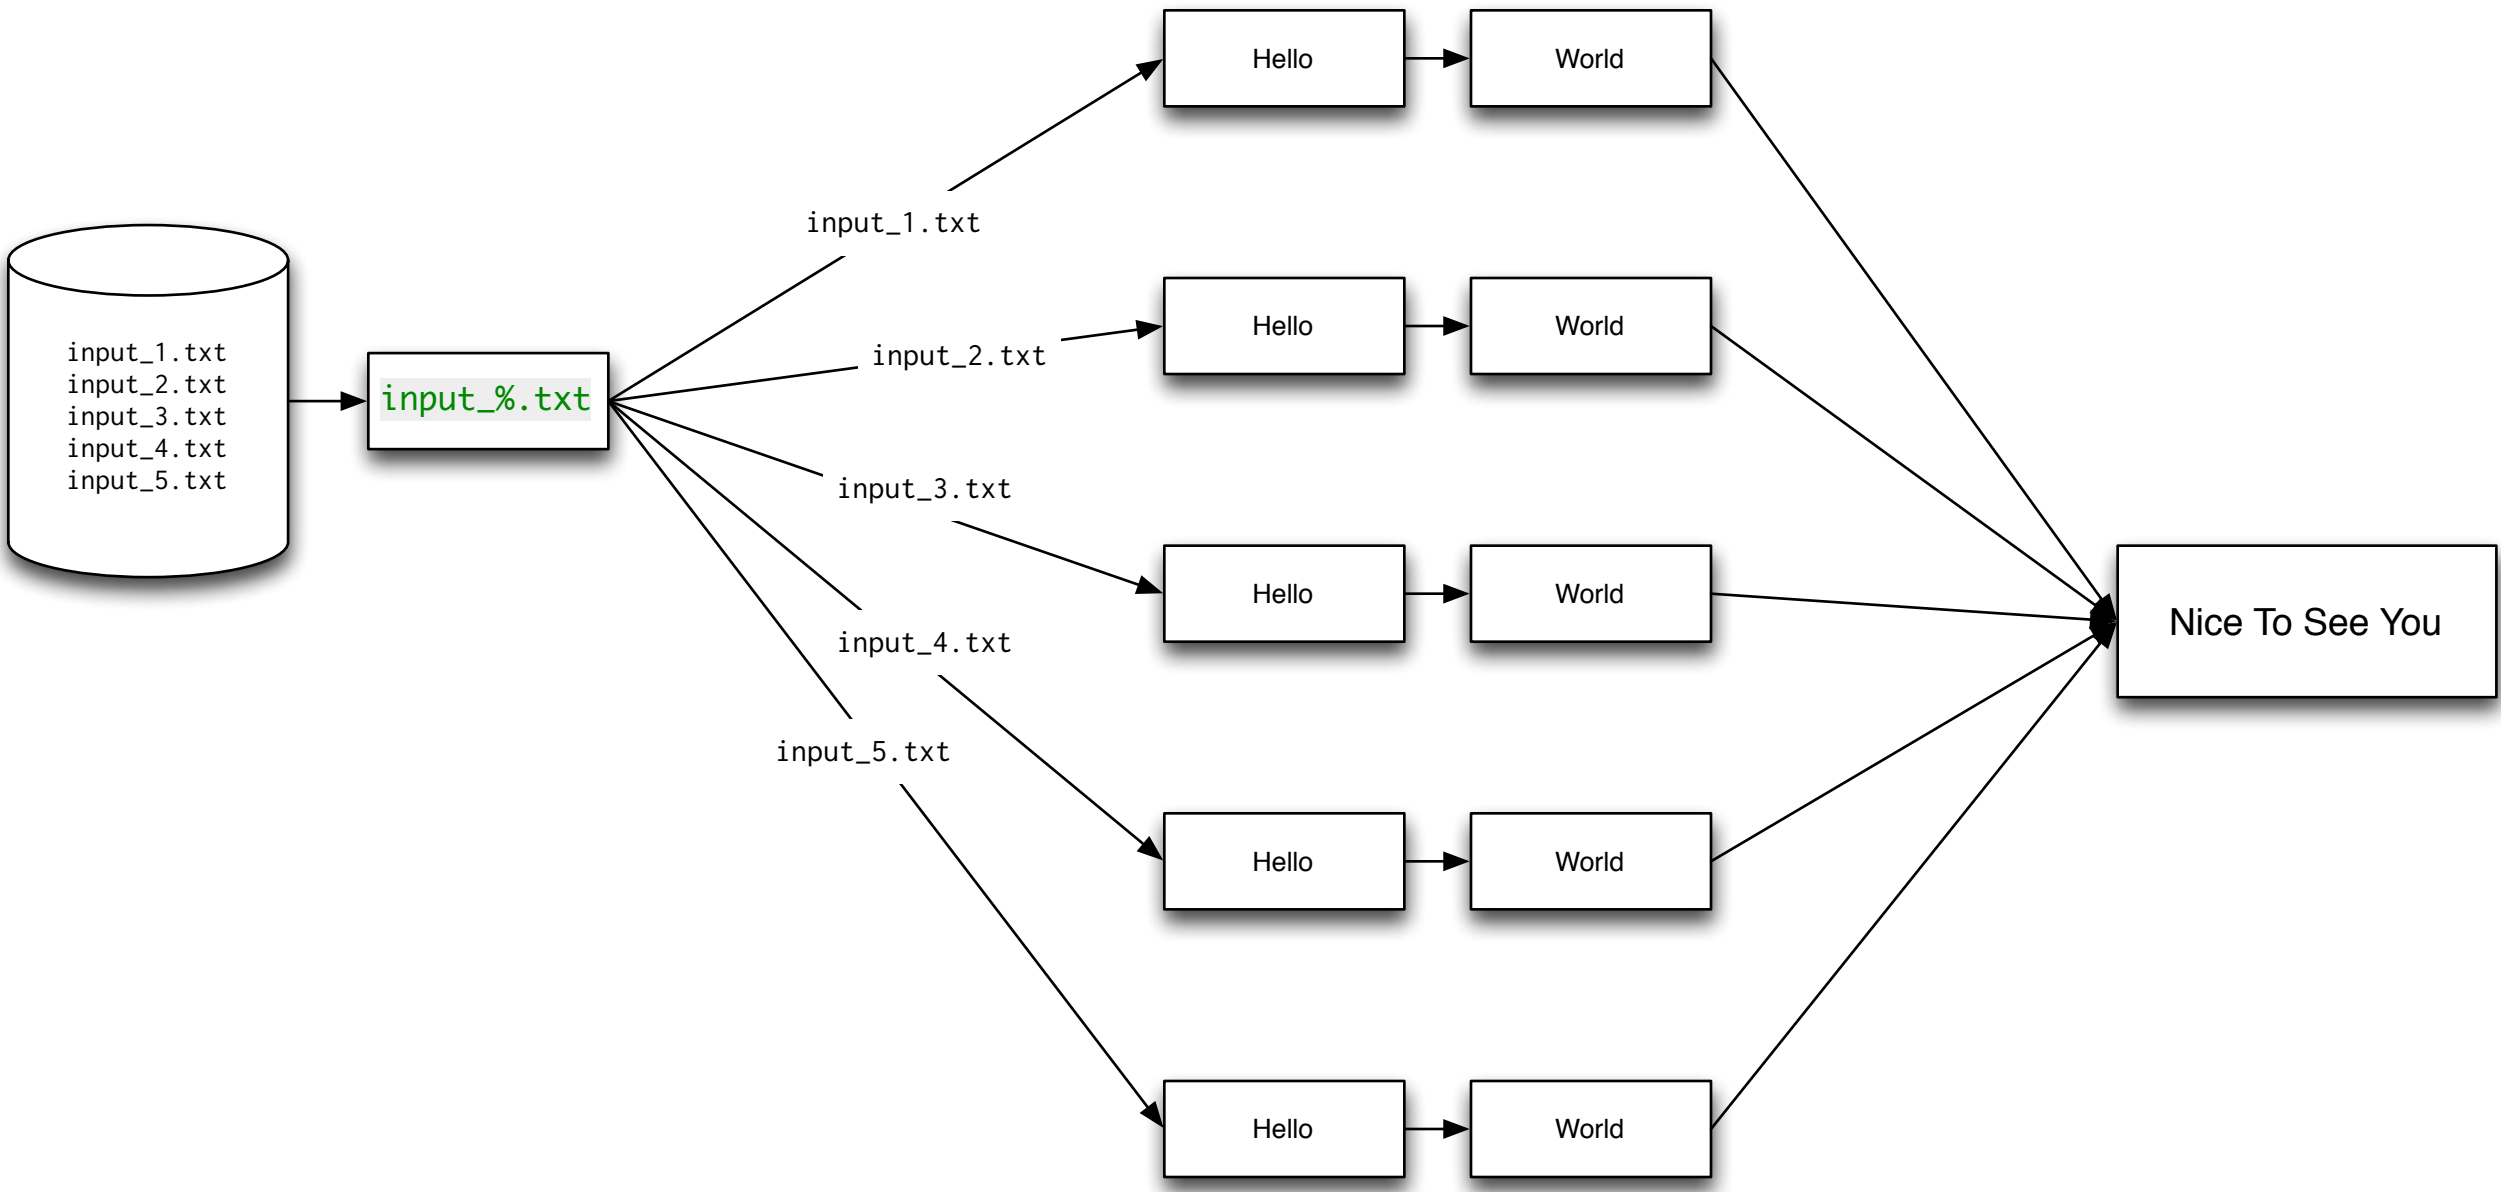 input_1.txt
input_2.txt
input_3.txt
input_4.txt
input_5.txt
input_%.txt
input_1.txt
input_2.txt
input_3.txt
input_4.txt
input_5.txt
Hello
World
Hello
World
Hello
World
Hello
World
Hello
World
Nice To See You